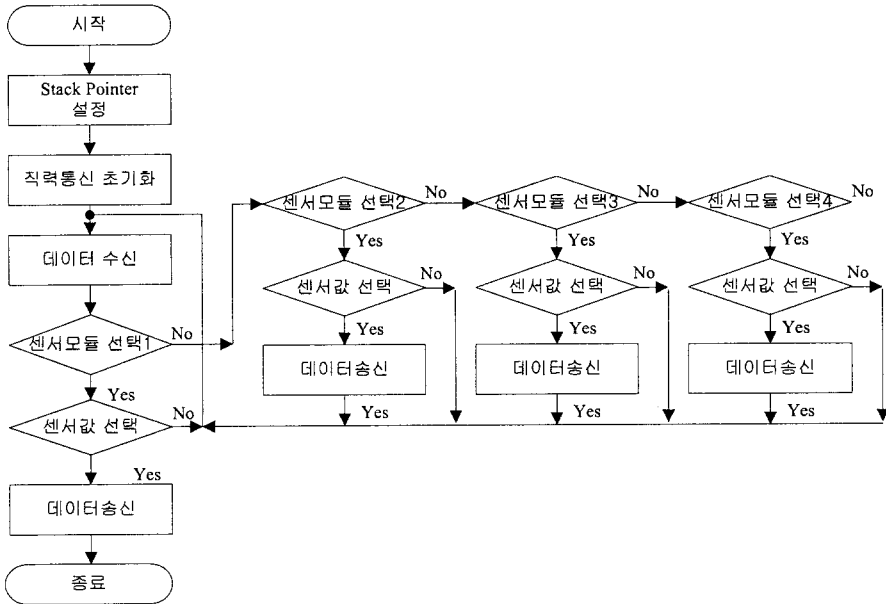 시작
Stack Pointer
설정
직력통신 초기화
데이터 수신
센서모듈 선택1
No
Yes
센서값 선택
No
Yes
데이터송신
종료
센서모듈 선택2
No
Yes
센서값 선택
No
Yes
데이터송신
Yes
센서모듈 선택3
No
Yes
센서값 선택
No
Yes
데이터송신
Yes
센서모듈 선택4
No
Yes
센서값 선택
No
Yes
데이터송신
Yes